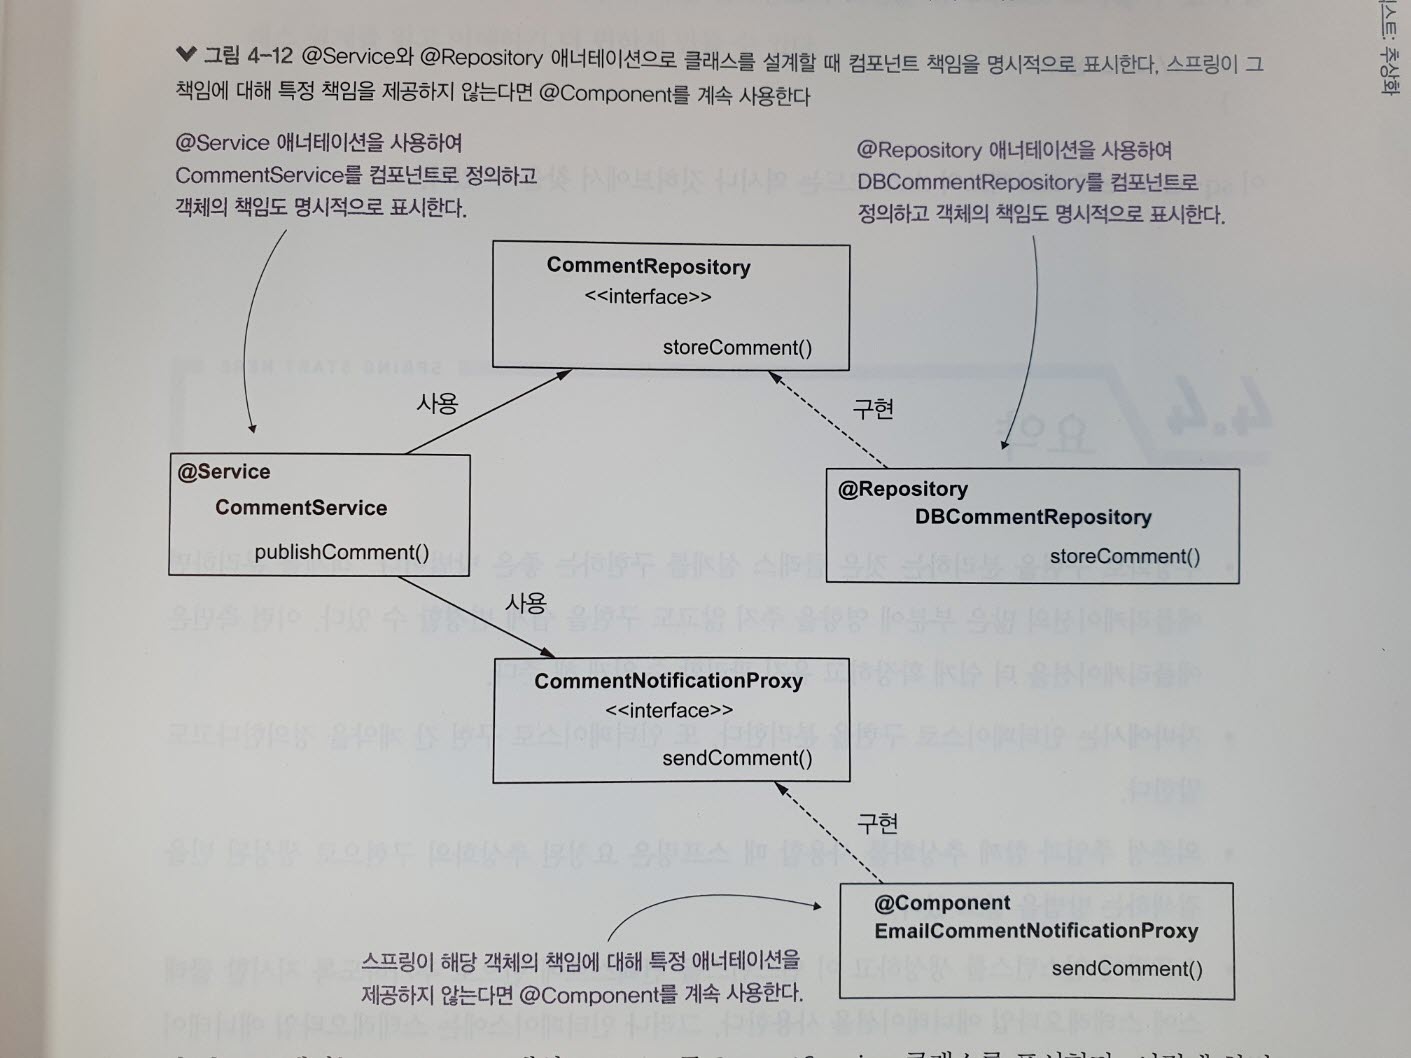 그림 4-12 @Service와 @Repository 애너테이션으로 클래스를 설계할 때 컴포넌트 책임을 명시적으로 표시한다. 스프링이 그
책임에 대해 특정 책임을 제공하지 않는다면 @Component를 계속 사용한다
@Service 애너테이션을 사용하여
CommentService를 컴포넌트로 정의하고
객체의 책임도 명시적으로 표시한다.
@Repository 애너테이션을 사용하여
DBCommentRepository를 컴포넌트로
정의하고 객체의 책임도 명시적으로 표시한다.
CommentRepository
<<interface>>
storeComment()
사용
구현
@Service
CommentService
publishComment()
@Repository
DBCommentRepository
storeComment()
사용
CommentNotificationProxy
<<interface>>
sendComment()
구현
@Component
EmailCommentNotificationProxy
sendComment()
스프링이 해당 객체의 책임에 대해 특정 애너테이션을
제공하지 않는다면 @Component를 계속 사용한다.
추상화